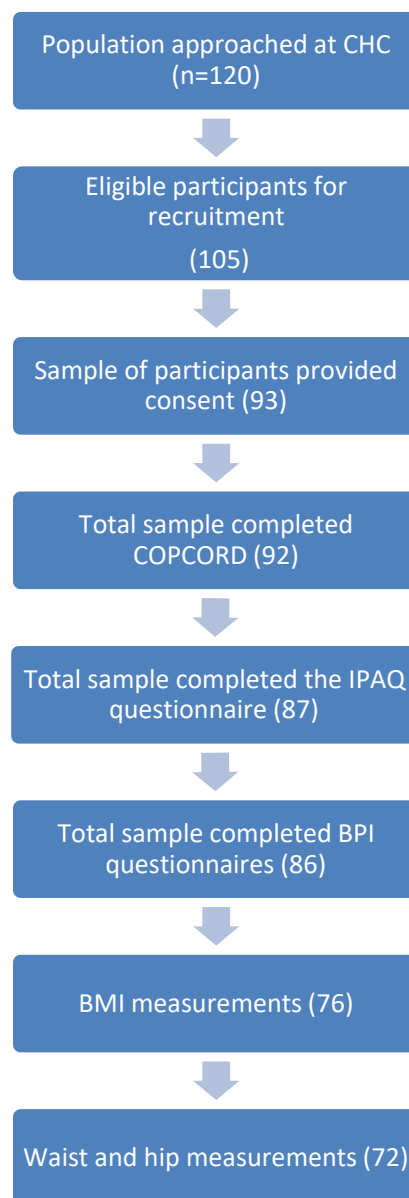 Population approached at CHC
(n=120)
Eligible participants for
recruitment
(105)
Sample of participants provided
consent (93)
Total sample completed
COPCORD (92)
Total sample completed the IPAQ
questionnaire (87)
Total sample completed BPI
questionnaires (86)
BMI measurements (76)
Waist and hip measurements (72)